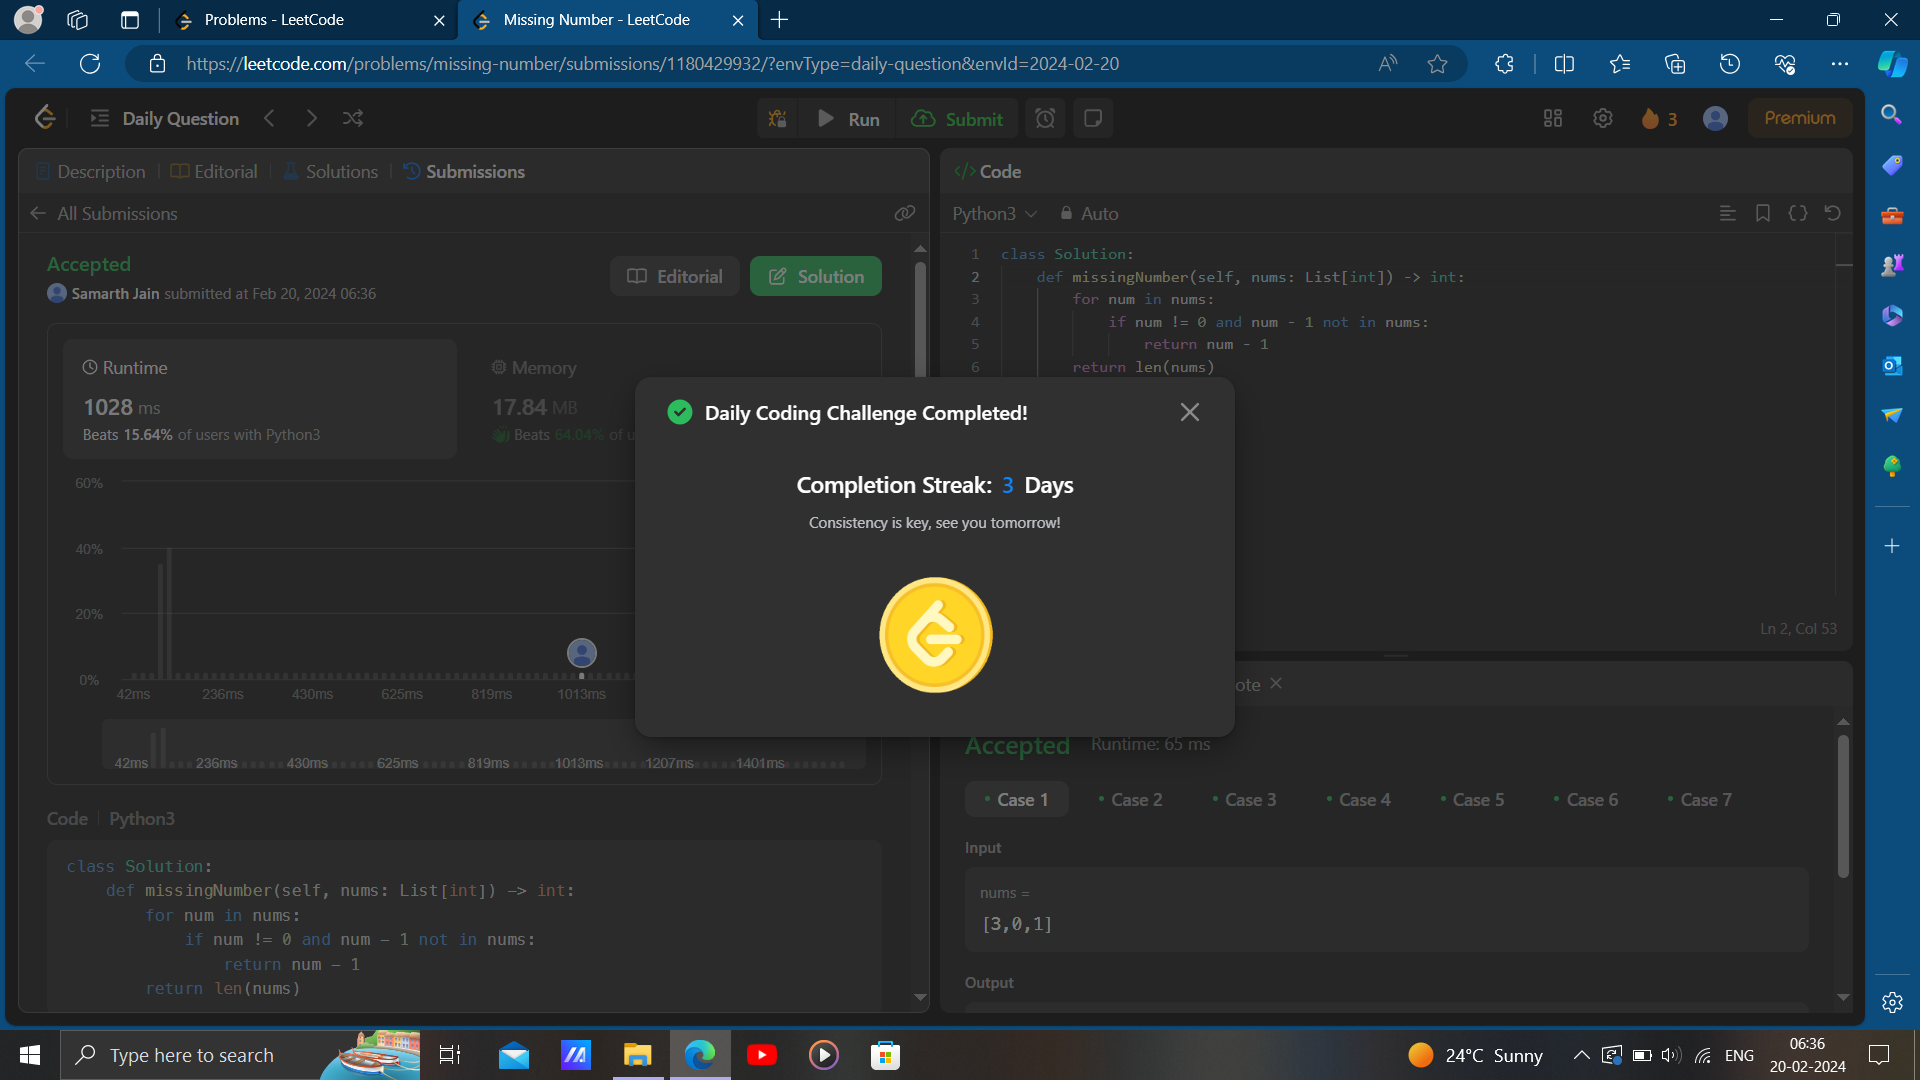 Problems - LeetCode
Missing Number - LeetCode
https://leetcode.com/problems/missing-number/submissions/1180429932/?envType=daily-question&envId=2024-02-20
Daily Question
Run
Submit
3
Premium
Description
Editorial
Solutions
Submissions
All Submissions
Accepted
Samarth Jain submitted at Feb 20, 2024 06:36
Editorial
Solution
Runtime
1028 ms
Beats 15.64% of users with Python3
Memory
17.84 MB
Beats 64.04% of u
60%
40%
20%
0%
42ms 236ms 430ms 625ms 819ms 1013ms
42ms 236ms 430ms 625ms 819ms 1013ms 1207ms 1401ms
Code Python3
class Solution:
def missingNumber(self, nums: List[int]) -> int:
for num in nums:
if num != 0 and num - 1 not in nums:
return num - 1
return len(nums)
Daily Coding Challenge Completed!
Completion Streak: 3 Days
Consistency is key, see you tomorrow!
</> Code
Python3
Auto
1 class Solution:
2 def missingNumber(self, nums: List[int]) -> int:
3 for num in nums:
4 if num != 0 and num - 1 not in nums:
5 return num - 1
6 return len(nums)
Ln 2, Col 53
ote
Accepted Runtime: 65 ms
Case 1 Case 2 Case 3 Case 4 Case 5 Case 6 Case 7
Input
nums =
[3,0,1]
Output
Type here to search
24°C Sunny
ENG
06:36
20-02-2024